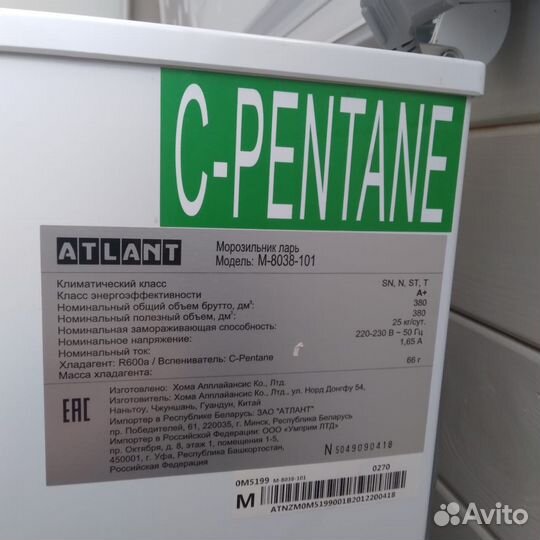 C-PENTANE
ATLANT
Морозильник ларь
Модель: М-8038-101
Климатический класс SN, N, ST, T
Класс энергоэффективности A+
Номинальный общий объем брутто, дм³: 380
Номинальный полезный объем, дм³: 380
Номинальная замораживающая способность: 25 кг/сут.
Номинальное напряжение: 220-230 В ~ 50 Гц
Номинальный ток: 1,65 А
Хладагент: R600a / Вспениватель: C-Pentane
Масса хладагента: 66 г
EAC
Изготовлено: Хома Апплайансис Ко., Лтд.
Изготовитель: Хома Апплайансис Ко., Лтд., ул. Норд Донгфу 54,
Наньтоу, Чжуншань, Гуандун, Китай
Импортер в Республике Беларусь: ЗАО "АТЛАНТ"
пр. Победителей, 61, 220035, г. Минск, Республика Беларусь
Импортер в Российской Федерации: ООО «Умприм ЛТД»
пр. Октября, д. 8, этаж 1, помещения 1-5,
450001, г. Уфа, Республика Башкортостан,
Российская Федерация
N 5049090418
0M5199 M-8038-101 0270
M
ATNZM0M5199001B2012200418
Avito